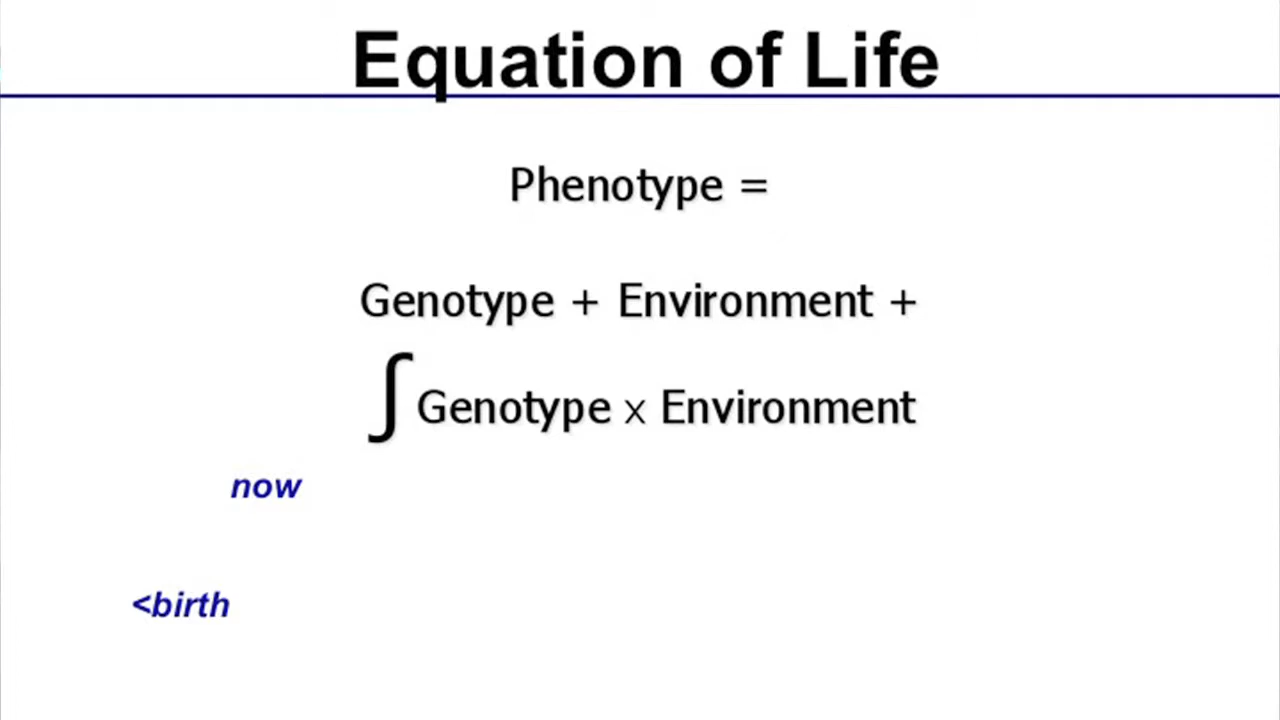 Equation of Life
Phenotype =
Genotype + Environment +
∫ Genotype x Environment
now
<birth